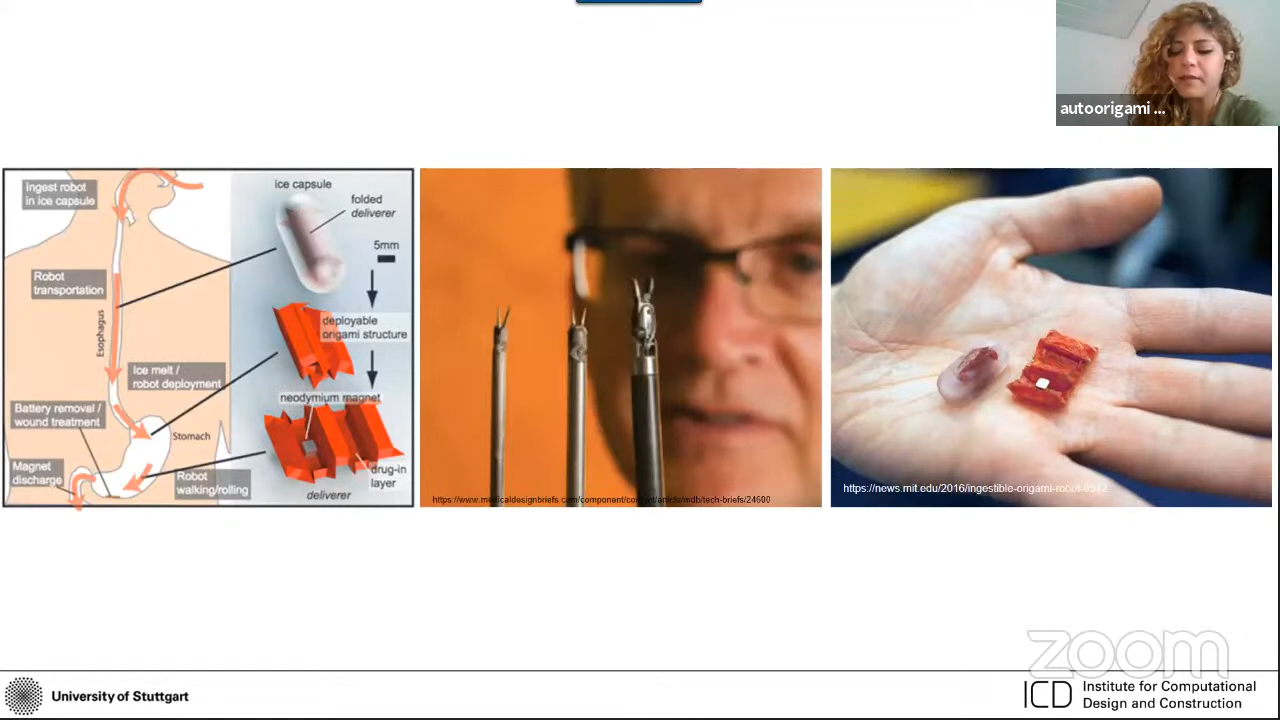 autoorigami ...
Ingest robot
in ice capsule
Robot
transportation
Esophagus
Ice melt /
robot deployment
Battery removal /
wound treatment
Stomach
Magnet
discharge
Robot
walking/rolling
ice capsule
folded
deliverer
5mm
deployable
origami structure
neodymium magnet
drug-in
layer
deliverer
https://www.medicaldesignbriefs.com/component/content/article/mdb/tech-briefs/24600
https://news.mit.edu/2016/ingestible-origami-robot-0512
zoom
University of Stuttgart
ICD
Institute for Computational
Design and Construction